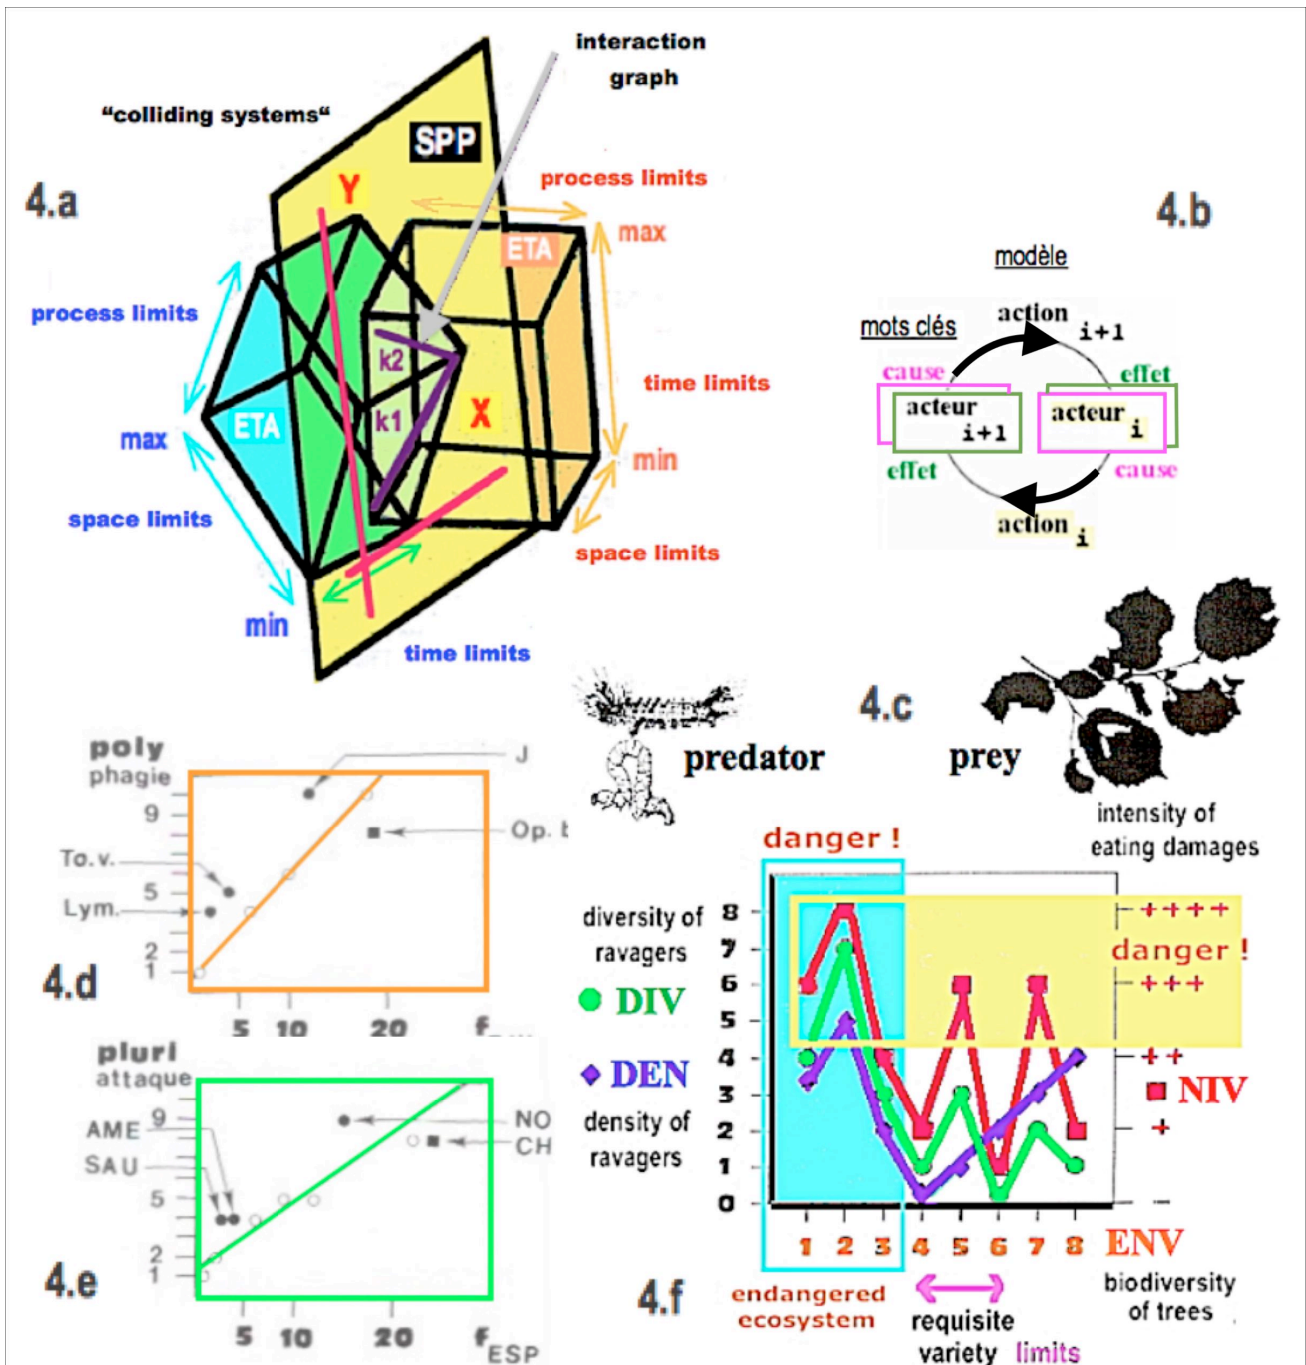 interaction
graph
“colliding systems“
SPP
Y
process limits
4.a
4.b
max
ETA
modèle
process limits
action i+1
mots clés
k2
cause
effet
time limits
k1
X
acteur i+1
acteur i
ETA
max
min
effet
cause
space limits
action i
space limits
min
time limits
4.c
predator
prey
poly
phagie
J
9
Op. b
To.v.
5
Lym.
2
1
4.d
5
10
20
f
intensity of
eating damages
danger !
diversity of
ravagers
DIV
DEN
density of
ravagers
8
7
6
5
4
3
2
1
0
++++
danger !
+++
++
NIV
+
-
1 2 3 4 5 6 7 8
ENV
biodiversity
of trees
4.f
endangered
ecosystem
requisite
variety limits
pluri
attaque
9
AME
NO
CH
SAU
5
2
1
4.e
5
10
20
f ESP